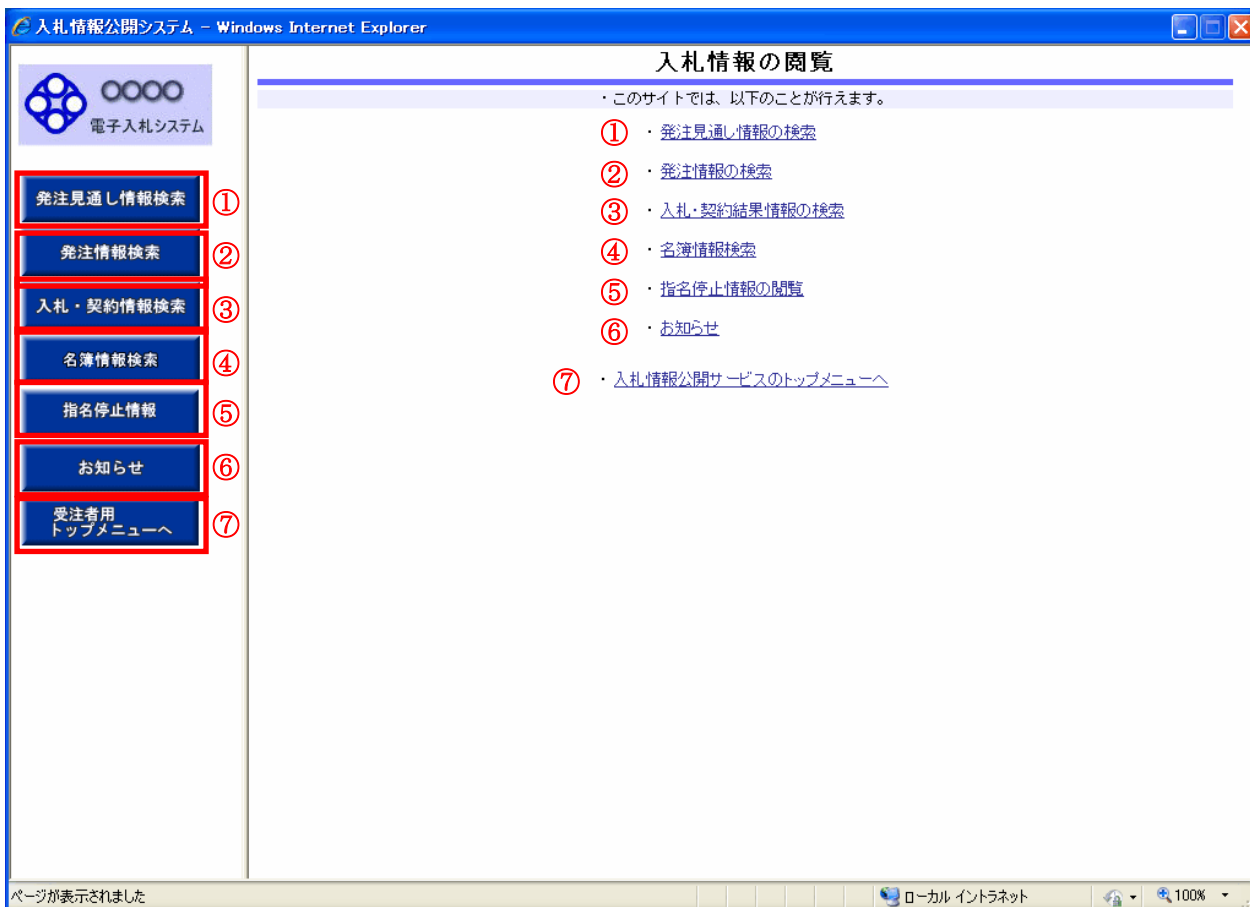 入札情報公開システム - Windows Internet Explorer
○○○○
電子入札システム
発注見通し情報検索 ①
発注情報検索 ②
入札・契約情報検索 ③
名簿情報検索 ④
指名停止情報 ⑤
お知らせ ⑥
受注者用
トップメニューへ ⑦
入札情報の閲覧
・このサイトでは、以下のことが行えます。
① ・発注見通し情報の検索
② ・発注情報の検索
③ ・入札・契約結果情報の検索
④ ・名簿情報検索
⑤ ・指名停止情報の閲覧
⑥ ・お知らせ
⑦ ・入札情報公開サービスのトップメニューへ
ページが表示されました
ローカル イントラネット
100%